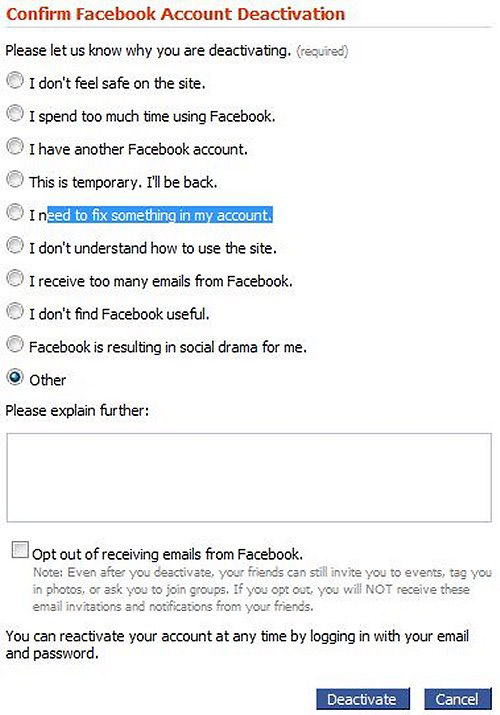 Confirm Facebook Account Deactivation
Please let us know why you are deactivating. (required)
I don't feel safe on the site.
I spend too much time using Facebook.
I have another Facebook account.
This is temporary. I'll be back.
I need to fix something in my account.
I don't understand how to use the site.
I receive too many emails from Facebook.
I don't find Facebook useful.
Facebook is resulting in social drama for me.
Other
Please explain further:
Opt out of receiving emails from Facebook.
Note: Even after you deactivate, your friends can still invite you to events, tag you
in photos, or ask you to join groups. If you opt out, you will NOT receive these
email invitations and notifications from your friends.
You can reactivate your account at any time by logging in with your email
and password.
Deactivate Cancel